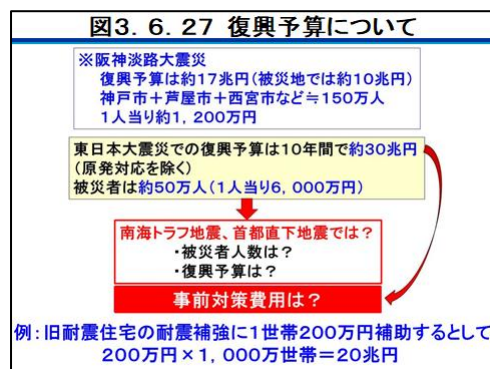 図3.6.27 復興予算について
※阪神淡路大震災
復興予算は約17兆円(被災地では約10兆円)
神戸市+芦屋市+西宮市など≒150万人
1人当り約1,200万円
東日本大震災での復興予算は10年間で約30兆円
(原発対応を除く)
被災者は約50万人(1人当り6,000万円)
南海トラフ地震、首都直下地震では?
・被災者人数は?
・復興予算は?
事前対策費用は?
例:旧耐震住宅の耐震補強に1世帯200万円補助するとして
200万円×1,000万世帯=20兆円